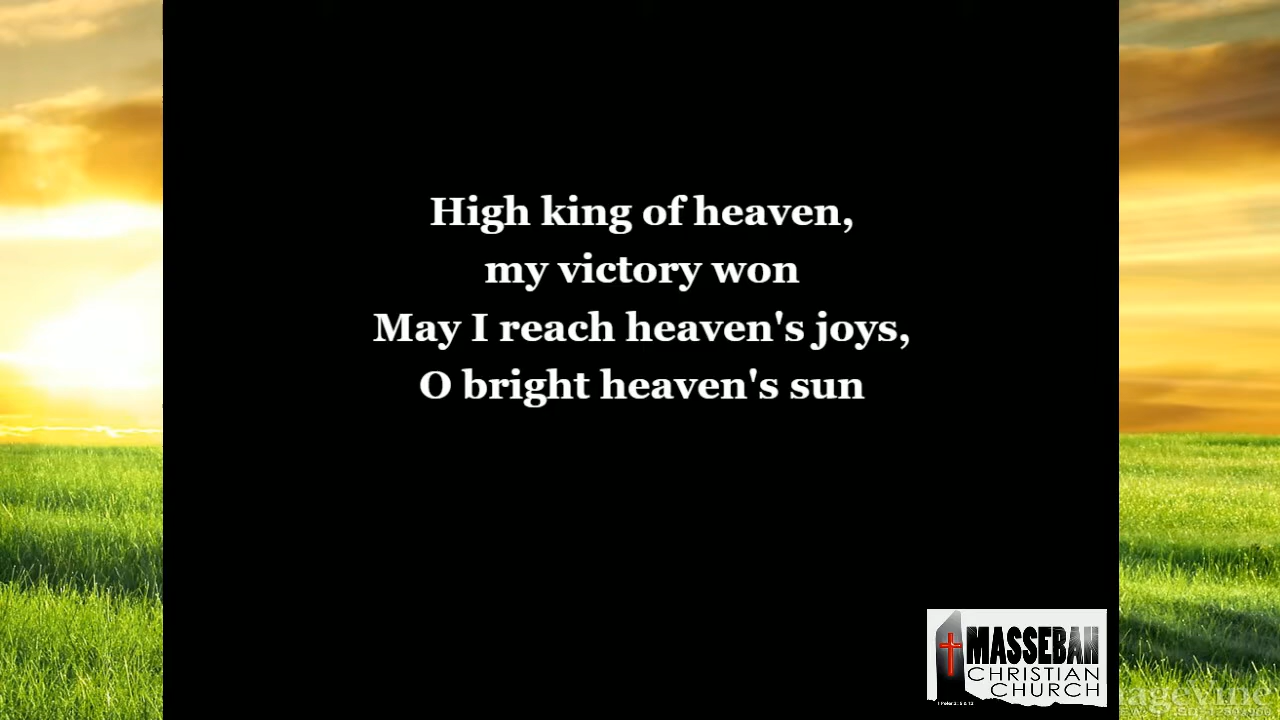 High king of heaven,
my victory won
May I reach heaven's joys,
O bright heaven's sun
MASSEBAH
CHRISTIAN
CHURCH